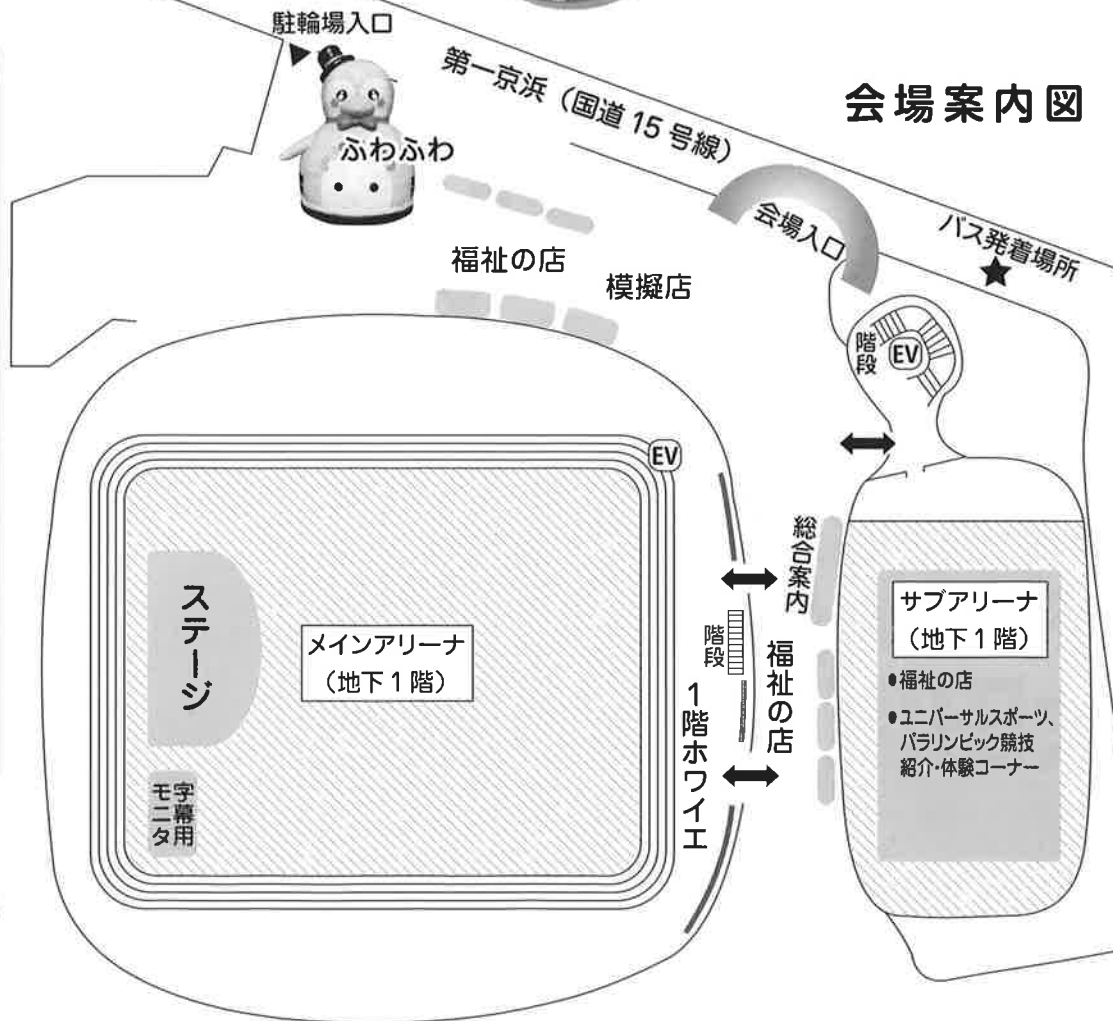 駐輪場入口
第一京浜（国道15号線）
会場案内図
ふわふわ
会場入口
バス発着場所
福祉の店
模擬店
階段
EV
EV
総合案内
ステージ
メインアリーナ
（地下1階）
階段
福祉の店
1階ホワイエ
サブアリーナ
（地下1階）
●福祉の店
●ユニバーサルスポーツ、
パラリンピック競技
紹介・体験コーナー
字幕用
モニタ